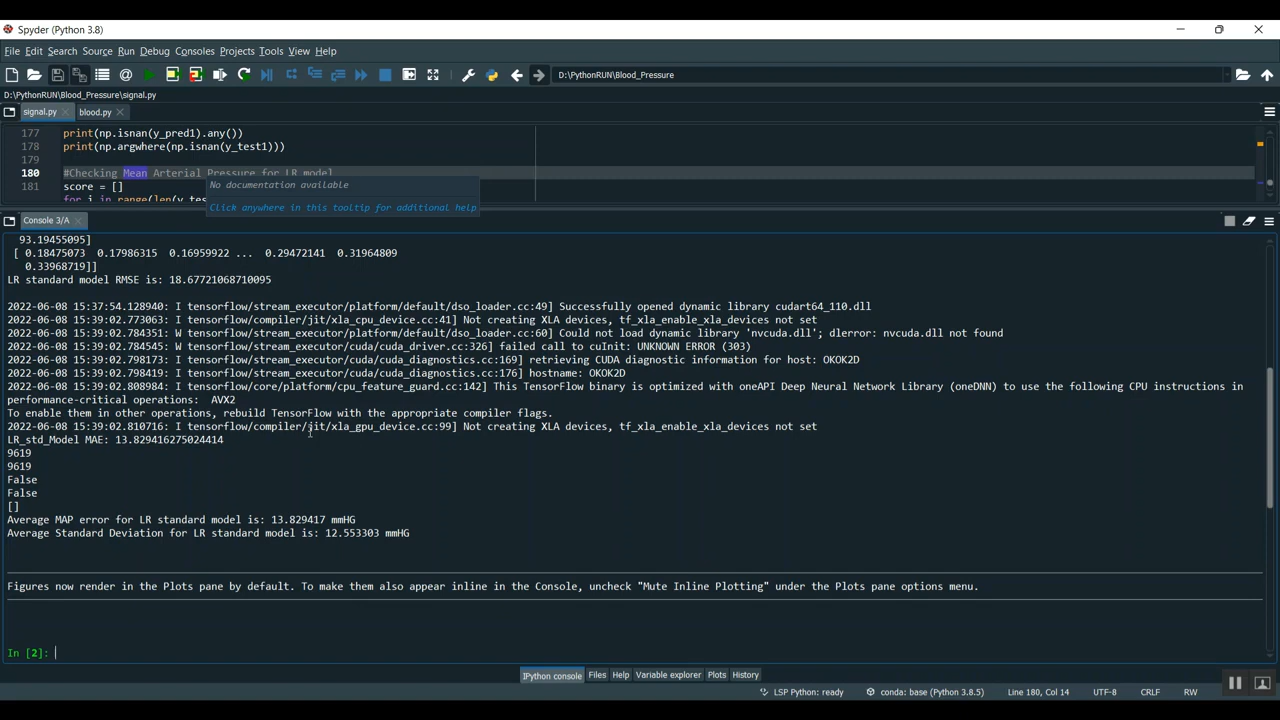 Spyder (Python 3.8)
File Edit Search Source Run Debug Consoles Projects Tools View Help
D:\PythonRUN\Blood_Pressure
D:\PythonRUN\Blood_Pressure\signal.py
signal.py blood.py
177 print(np.isnan(y_pred1).any())
178 print(np.argwhere(np.isnan(y_test1)))
179
180 #Checking Mean Arterial Pressure for LR model
No documentation available
181 score = []
for i in range(len(y_tes
Click anywhere in this tooltip for additional help
Console 3/A
93.19455095]
[ 0.18475073 0.17986315 0.16959922 ... 0.29472141 0.31964809
0.33968719]]
LR standard model RMSE is: 18.67721068710095
2022-06-08 15:37:54.128940: I tensorflow/stream_executor/platform/default/dso_loader.cc:49] Successfully opened dynamic library cudart64_110.dll
2022-06-08 15:39:02.773063: I tensorflow/compiler/jit/xla_cpu_device.cc:41] Not creating XLA devices, tf_xla_enable_xla_devices not set
2022-06-08 15:39:02.784351: W tensorflow/stream_executor/platform/default/dso_loader.cc:60] Could not load dynamic library 'nvcuda.dll'; dlerror: nvcuda.dll not found
2022-06-08 15:39:02.784545: W tensorflow/stream_executor/cuda/cuda_driver.cc:326] failed call to cuInit: UNKNOWN ERROR (303)
2022-06-08 15:39:02.798173: I tensorflow/stream_executor/cuda/cuda_diagnostics.cc:169] retrieving CUDA diagnostic information for host: OKOK2D
2022-06-08 15:39:02.798419: I tensorflow/stream_executor/cuda/cuda_diagnostics.cc:176] hostname: OKOK2D
2022-06-08 15:39:02.808984: I tensorflow/core/platform/cpu_feature_guard.cc:142] This TensorFlow binary is optimized with oneAPI Deep Neural Network Library (oneDNN) to use the following CPU instructions in
performance-critical operations: AVX2
To enable them in other operations, rebuild TensorFlow with the appropriate compiler flags.
2022-06-08 15:39:02.810716: I tensorflow/compiler/jit/xla_gpu_device.cc:99] Not creating XLA devices, tf_xla_enable_xla_devices not set
LR_std_Model MAE: 13.829416275024414
9619
9619
False
False
[]
Average MAP error for LR standard model is: 13.829417 mmHG
Average Standard Deviation for LR standard model is: 12.553303 mmHG
Figures now render in the Plots pane by default. To make them also appear inline in the Console, uncheck "Mute Inline Plotting" under the Plots pane options menu.
In [2]:
IPython console Files Help Variable explorer Plots History
LSP Python: ready conda: base (Python 3.8.5) Line 180, Col 14 UTF-8 CRLF RW